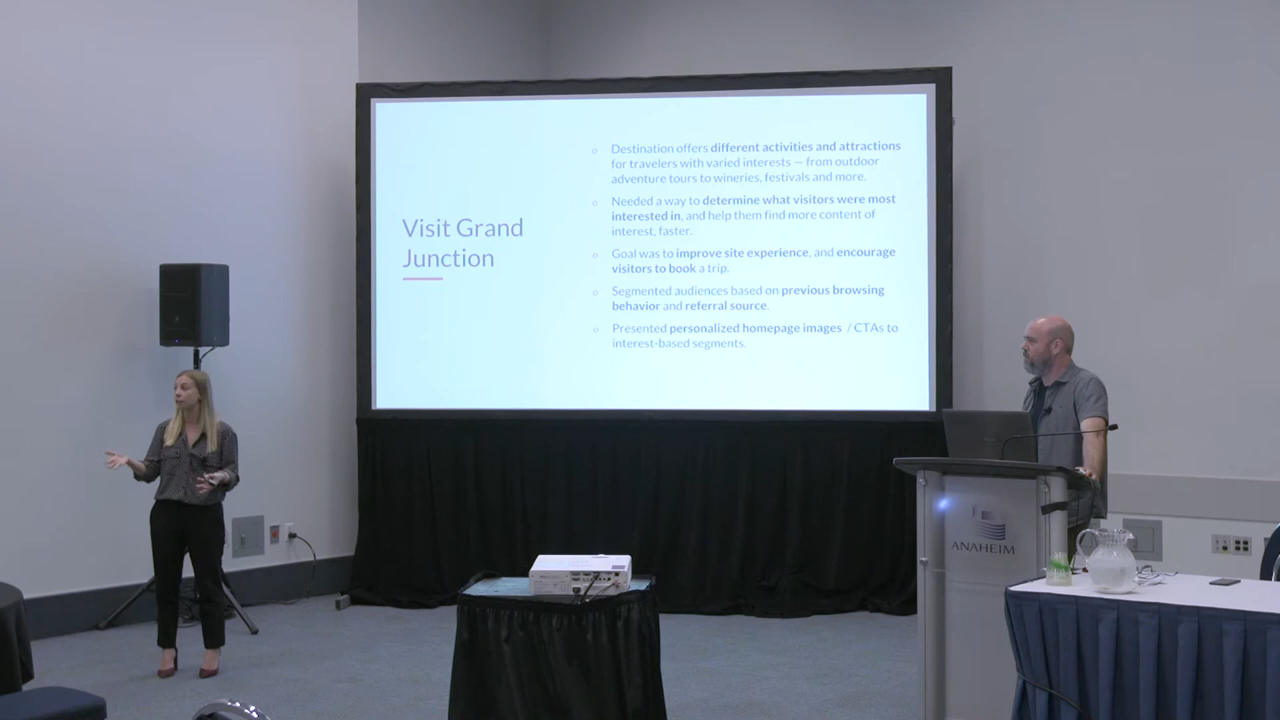 Visit Grand
Junction
Destination offers different activities and attractions
for travelers with varied interests — from outdoor
adventure tours to wineries, festivals and more.
Needed a way to determine what visitors were most
interested in, and help them find more content of
interest, faster.
Goal was to improve site experience, and encourage
visitors to book a trip.
Segmented audiences based on previous browsing
behavior and referral source.
Presented personalized homepage images / CTAs to
interest-based segments.
ANAHEIM